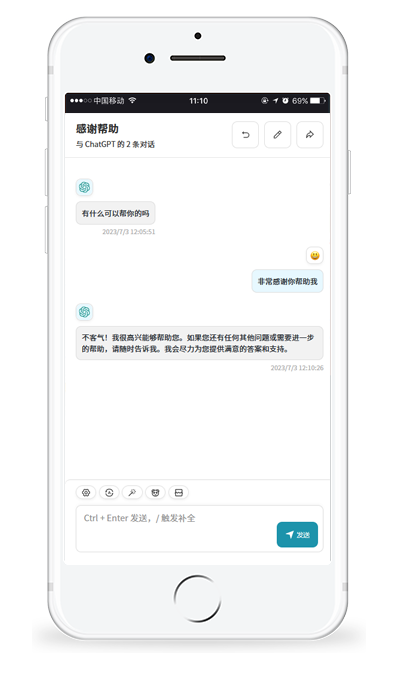 中国移动 11:10 69%
感谢帮助
与 ChatGPT 的 2 条对话
有什么可以帮你的吗
2023/7/3 12:05:51
非常感谢你帮助我
不客气！我很高兴能够帮助您。如果您还有任何其他问题或需要进一步
的帮助，请随时告诉我。我会尽力为您提供满意的答案和支持。
2023/7/3 12:10:26
Ctrl + Enter 发送，/ 触发补全
发送